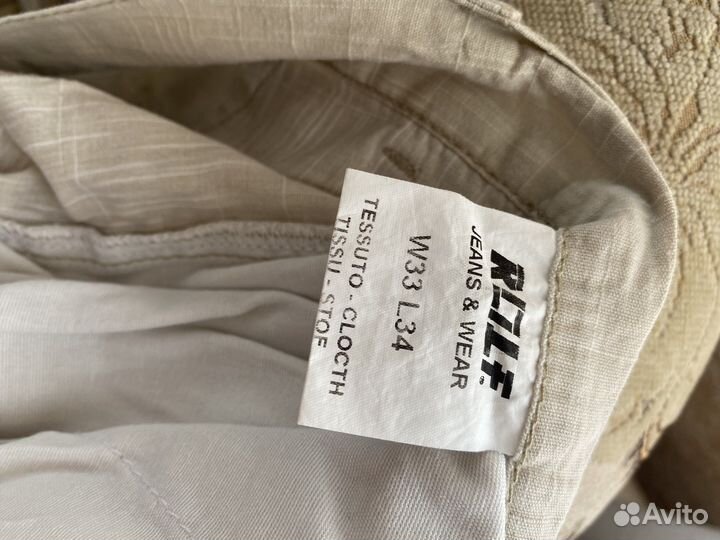 ROLF®
JEANS & WEAR
W33 L34
TESSUTO - CLOCTH
TISSU - STOF
Avito